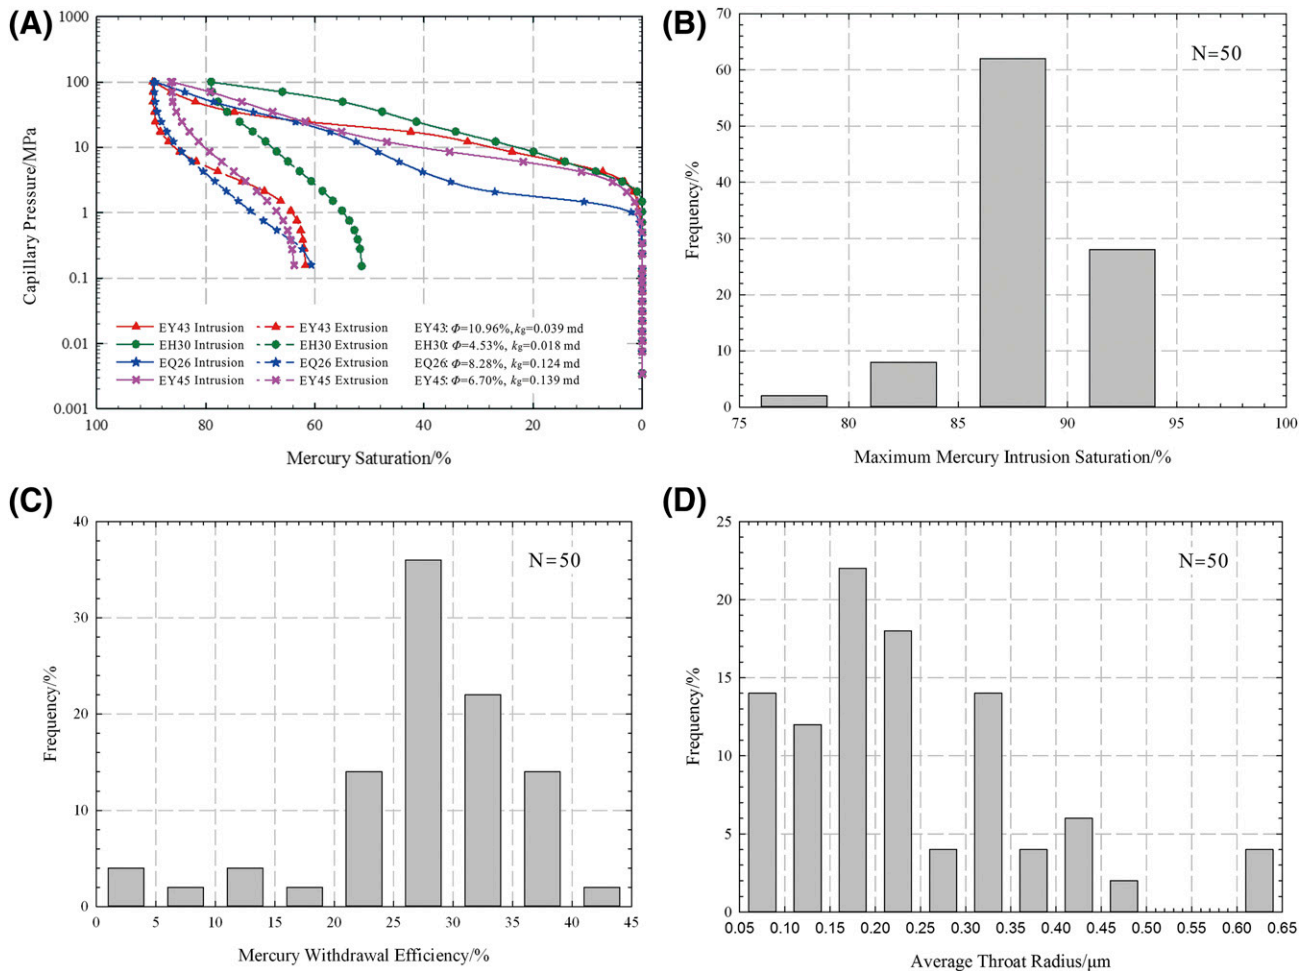 (A)
1000
100
10
1
0.1
0.01
0.001
Capillary Pressure/MPa
EY43 Intrusion EY43 Extrusion EY43: Φ=10.96%, kg=0.039 md
EH30 Intrusion EH30 Extrusion EH30: Φ=4.53%, kg=0.018 md
EQ26 Intrusion EQ26 Extrusion EQ26: Φ=8.28%, kg=0.124 md
EY45 Intrusion EY45 Extrusion EY45: Φ=6.70%, kg=0.139 md
100 80 60 40 20 0
Mercury Saturation/%
(B)
70
60
50
40
30
20
10
0
Frequency/%
N=50
75 80 85 90 95 100
Maximum Mercury Intrusion Saturation/%
(C)
40
30
20
10
0
Frequency/%
N=50
0 5 10 15 20 25 30 35 40 45
Mercury Withdrawal Efficiency/%
(D)
25
20
15
10
5
0
Frequency/%
N=50
0.05 0.10 0.15 0.20 0.25 0.30 0.35 0.40 0.45 0.50 0.55 0.60 0.65
Average Throat Radius/μm